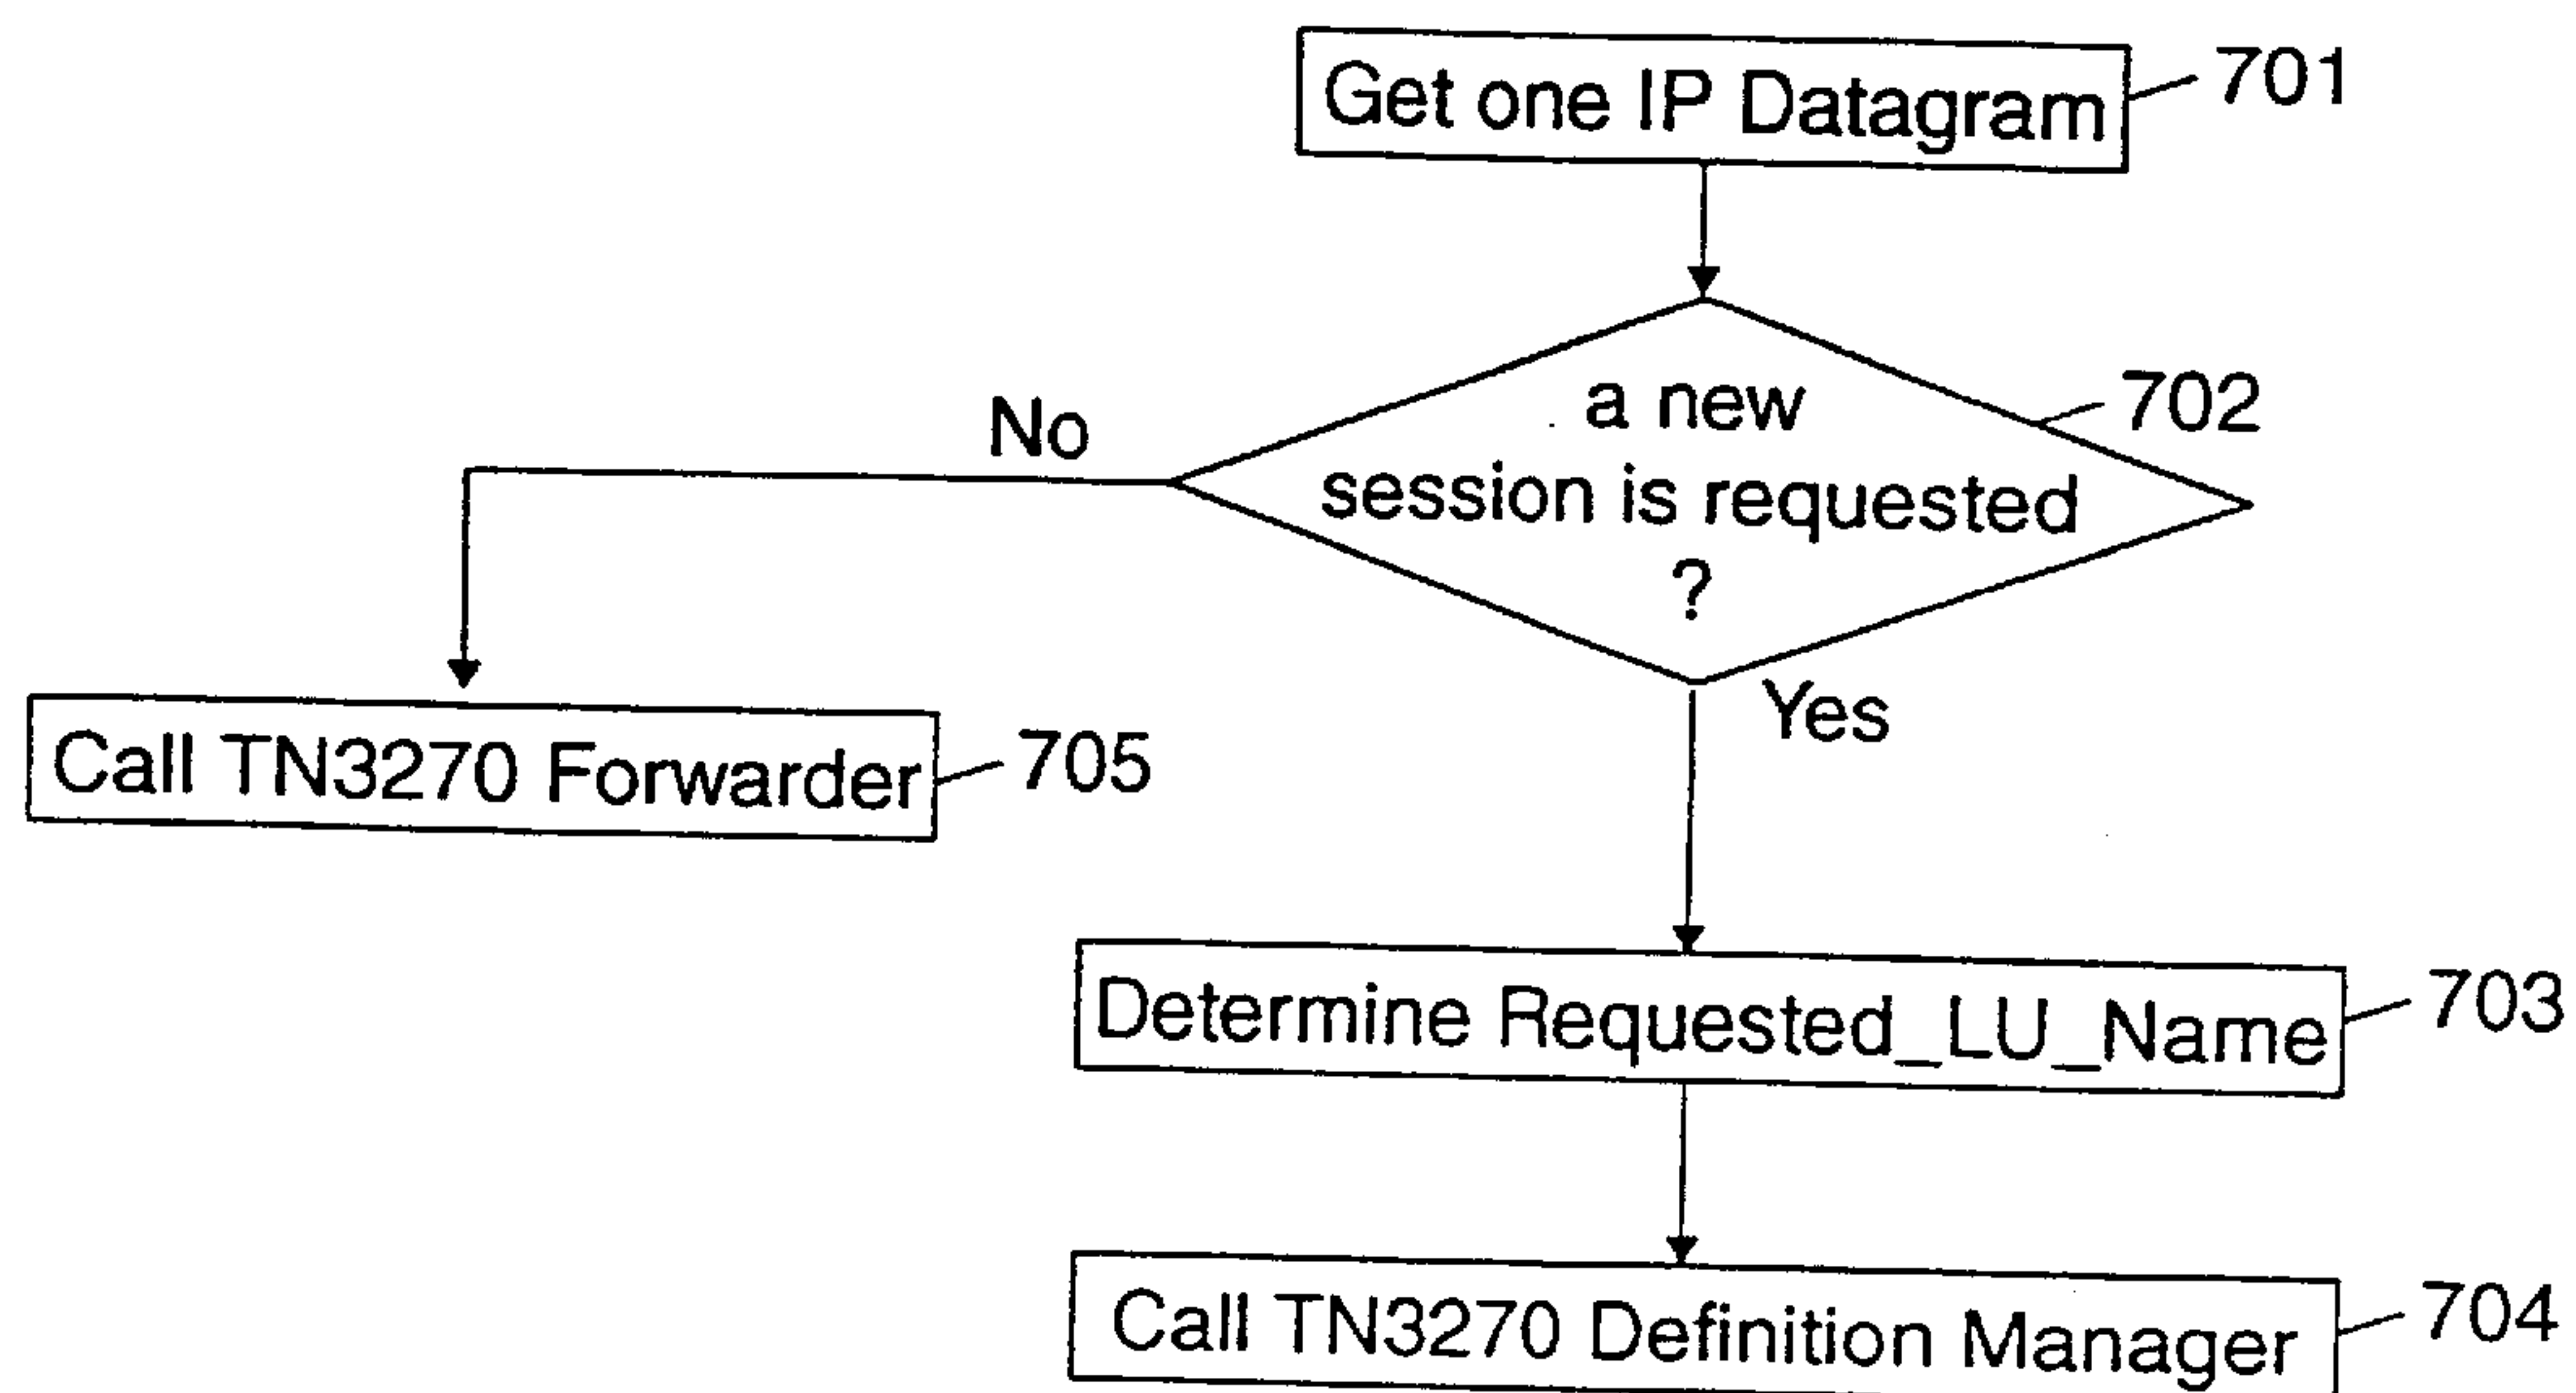 Get one IP Datagram
701
a new
session is requested
?
702
No
Yes
Call TN3270 Forwarder
705
Determine Requested_LU_Name
703
Call TN3270 Definition Manager
704